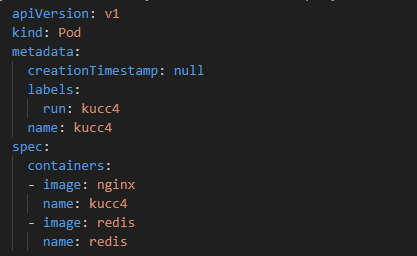 apiVersion: v1
kind: Pod
metadata:
  creationTimestamp: null
  labels:
    run: kucc4
  name: kucc4
spec:
  containers:
  - image: nginx
    name: kucc4
  - image: redis
    name: redis